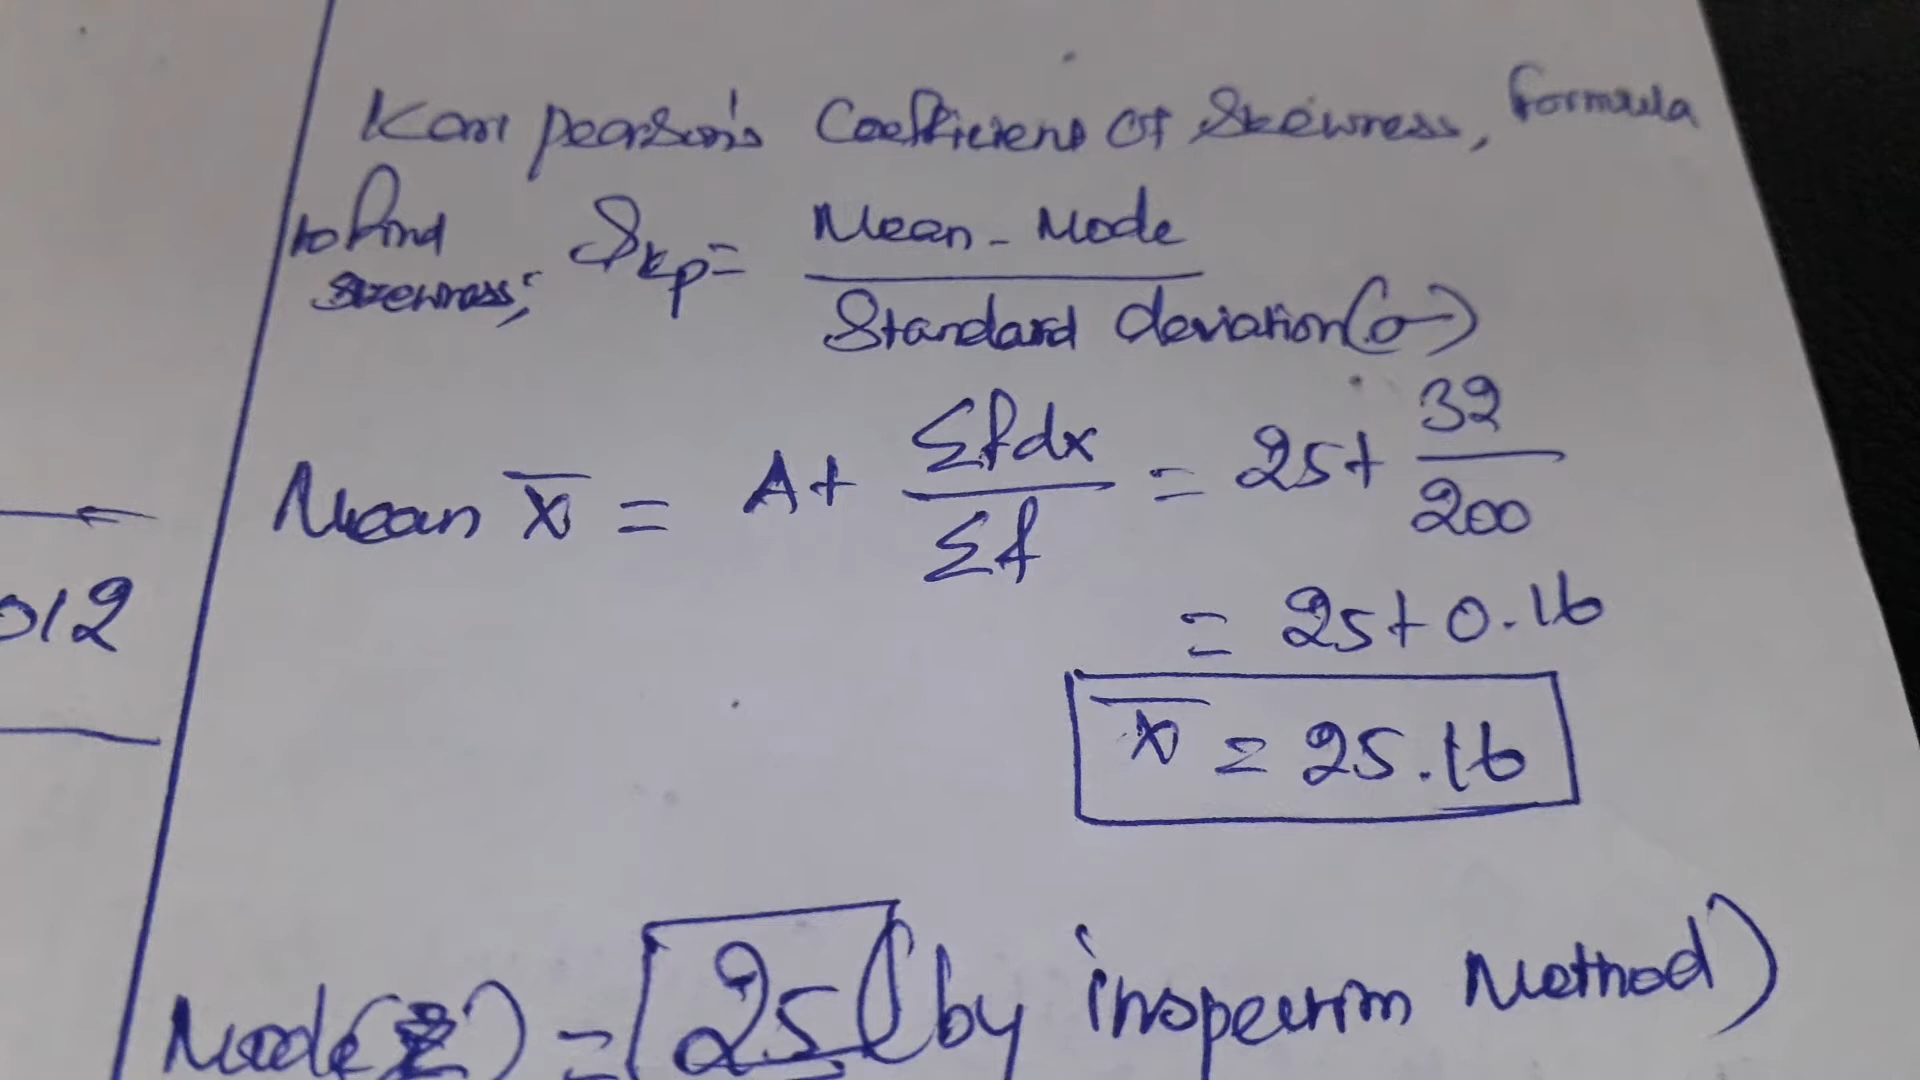 Karl pearson's Coefficient Of Skewness, formula
to find skewness; Skp = Mean - Mode / Standard deviation(σ)
Mean x̄ = A + Σfdx / Σf = 25 + 32 / 200
= 25 + 0.16
x̄ = 25.16
Mode(Z) = 25 (by inspection Method)
012